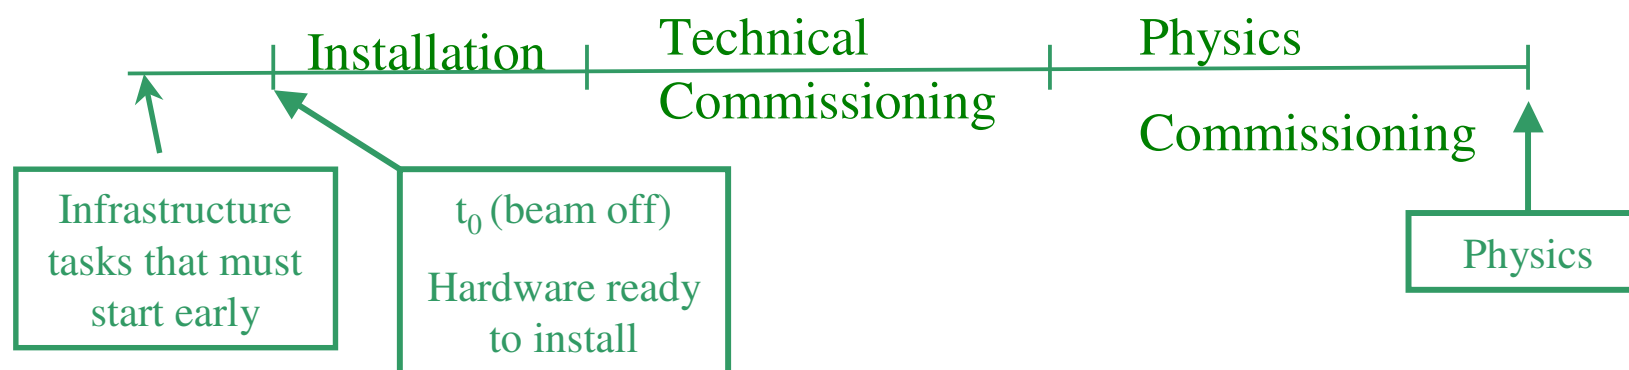 Installation
Technical
Commissioning
Physics
Commissioning
Infrastructure
tasks that must
start early
t₀ (beam off)
Hardware ready
to install
Physics